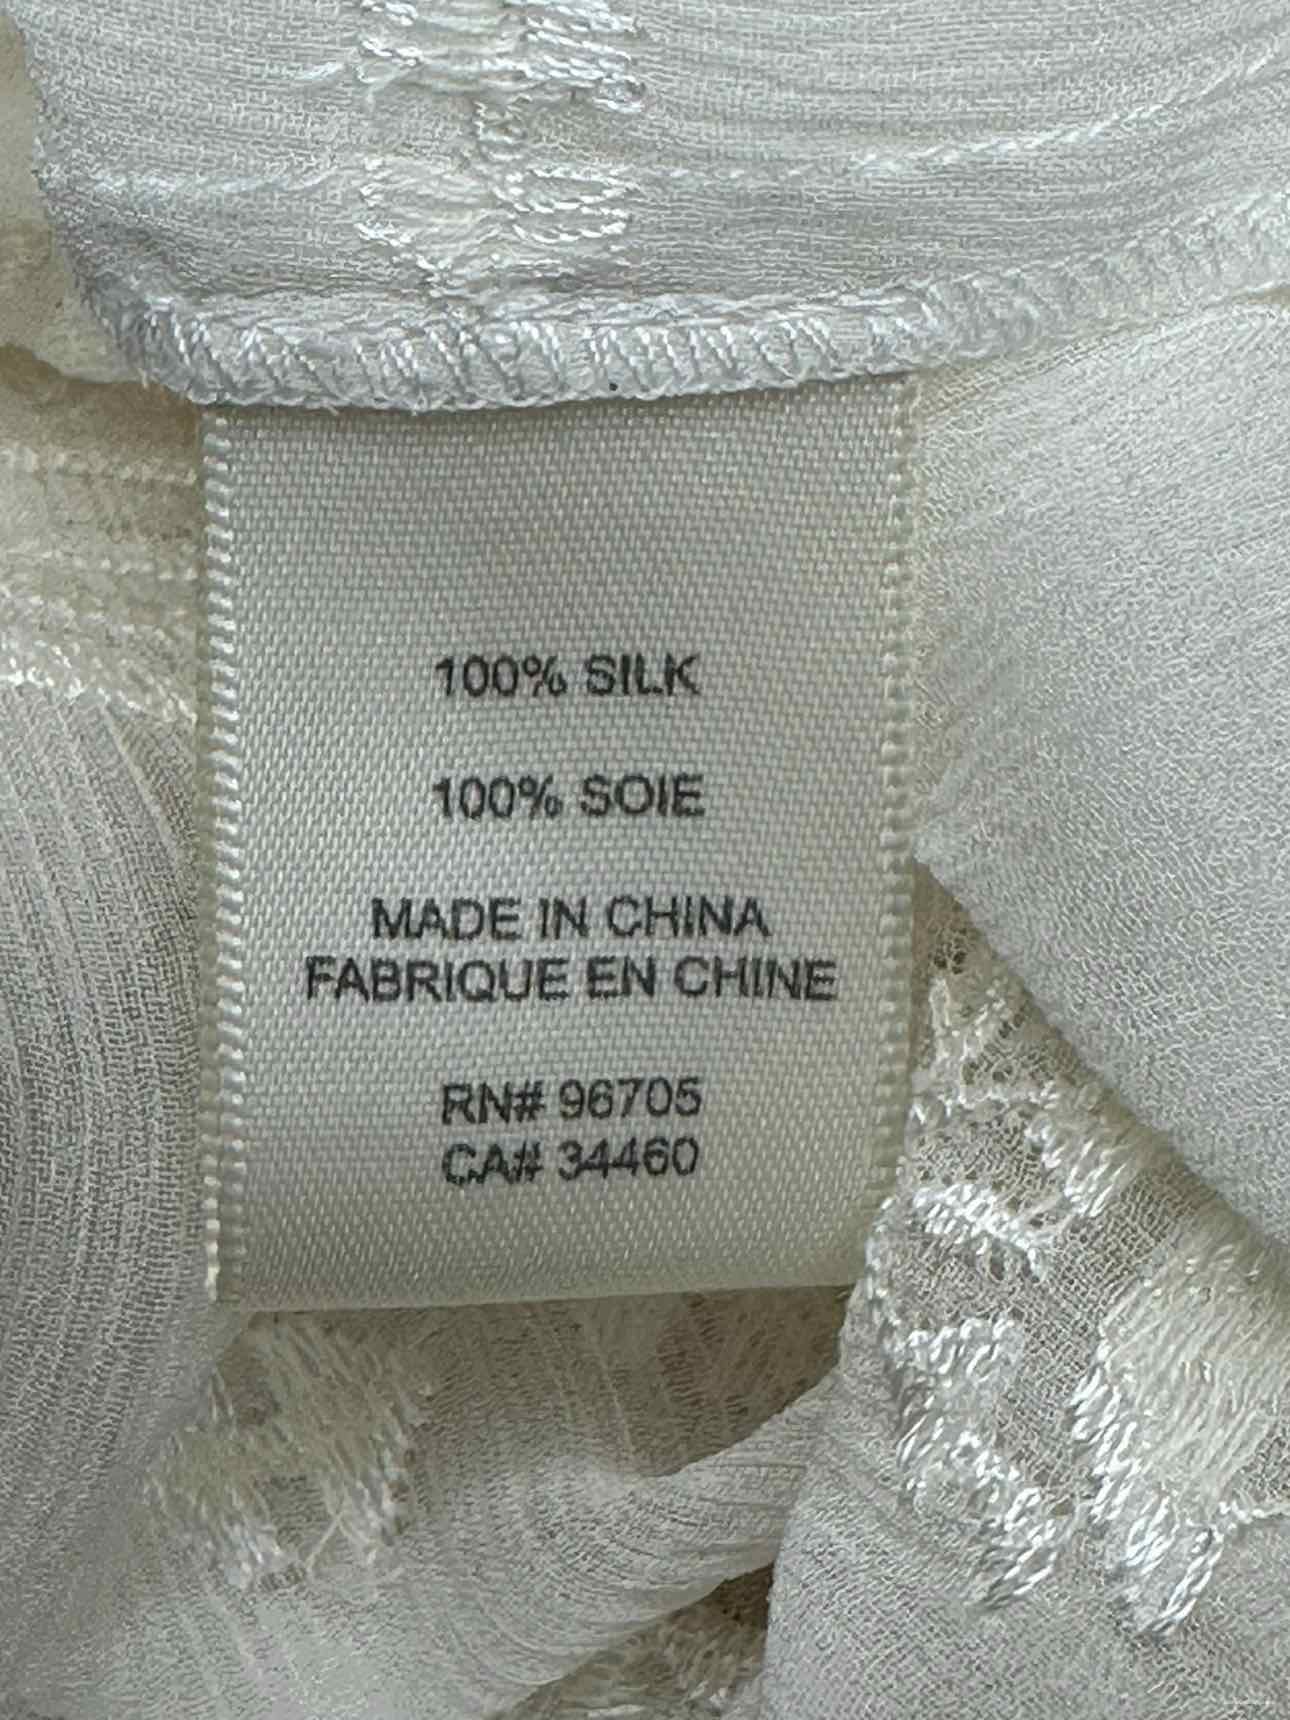 100% SILK
100% SOIE
MADE IN CHINA
FABRIQUE EN CHINE
RN# 96705
CA# 34460